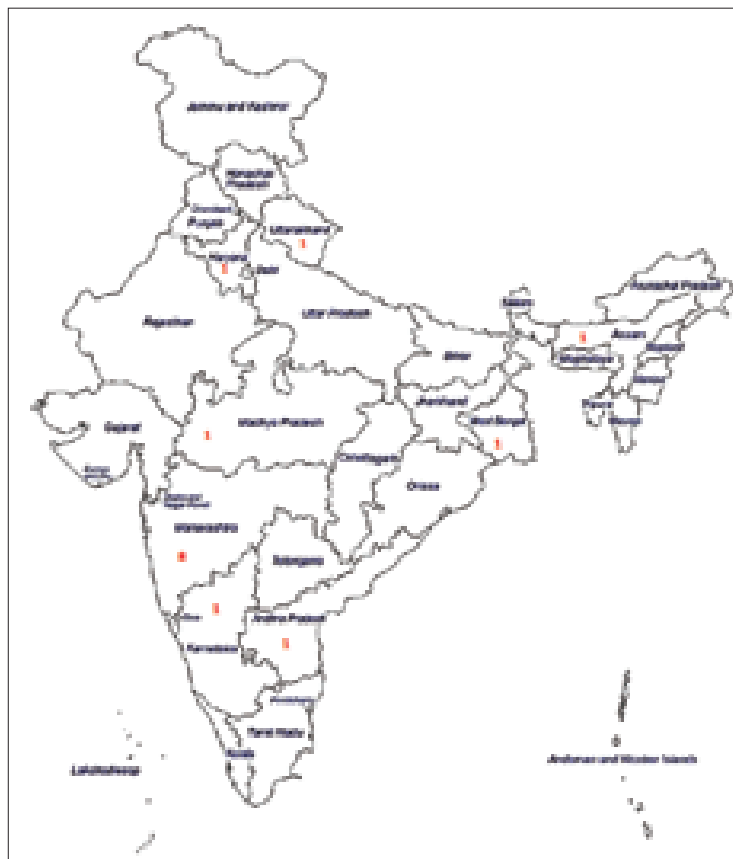 Jammu and Kashmir
Himachal
Pradesh
Chandigarh
Punjab
Uttarakhand
1
Haryana
1
Delhi
Arunachal Pradesh
Rajasthan
Uttar Pradesh
Sikkim
1
Assam
Nagaland
Bihar
Meghalaya
Manipur
Jharkhand
Tripura
Mizoram
Gujarat
1
Madhya Pradesh
West Bengal
1
Chhattisgarh
Orissa
Maharashtra
Telangana
1
Goa
Andhra Pradesh
1
Karnataka
Tamil Nadu
Kerala
Lakshadweep
Andaman and Nicobar Islands